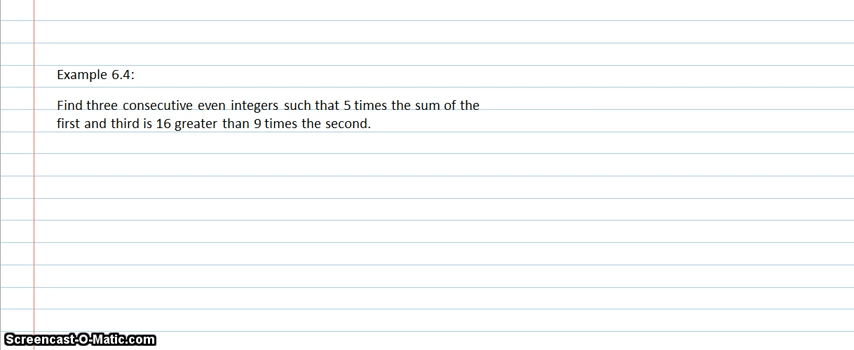 Example 6.4:
Find three consecutive even integers such that 5 times the sum of the
first and third is 16 greater than 9 times the second.
Screencast-O-Matic.com